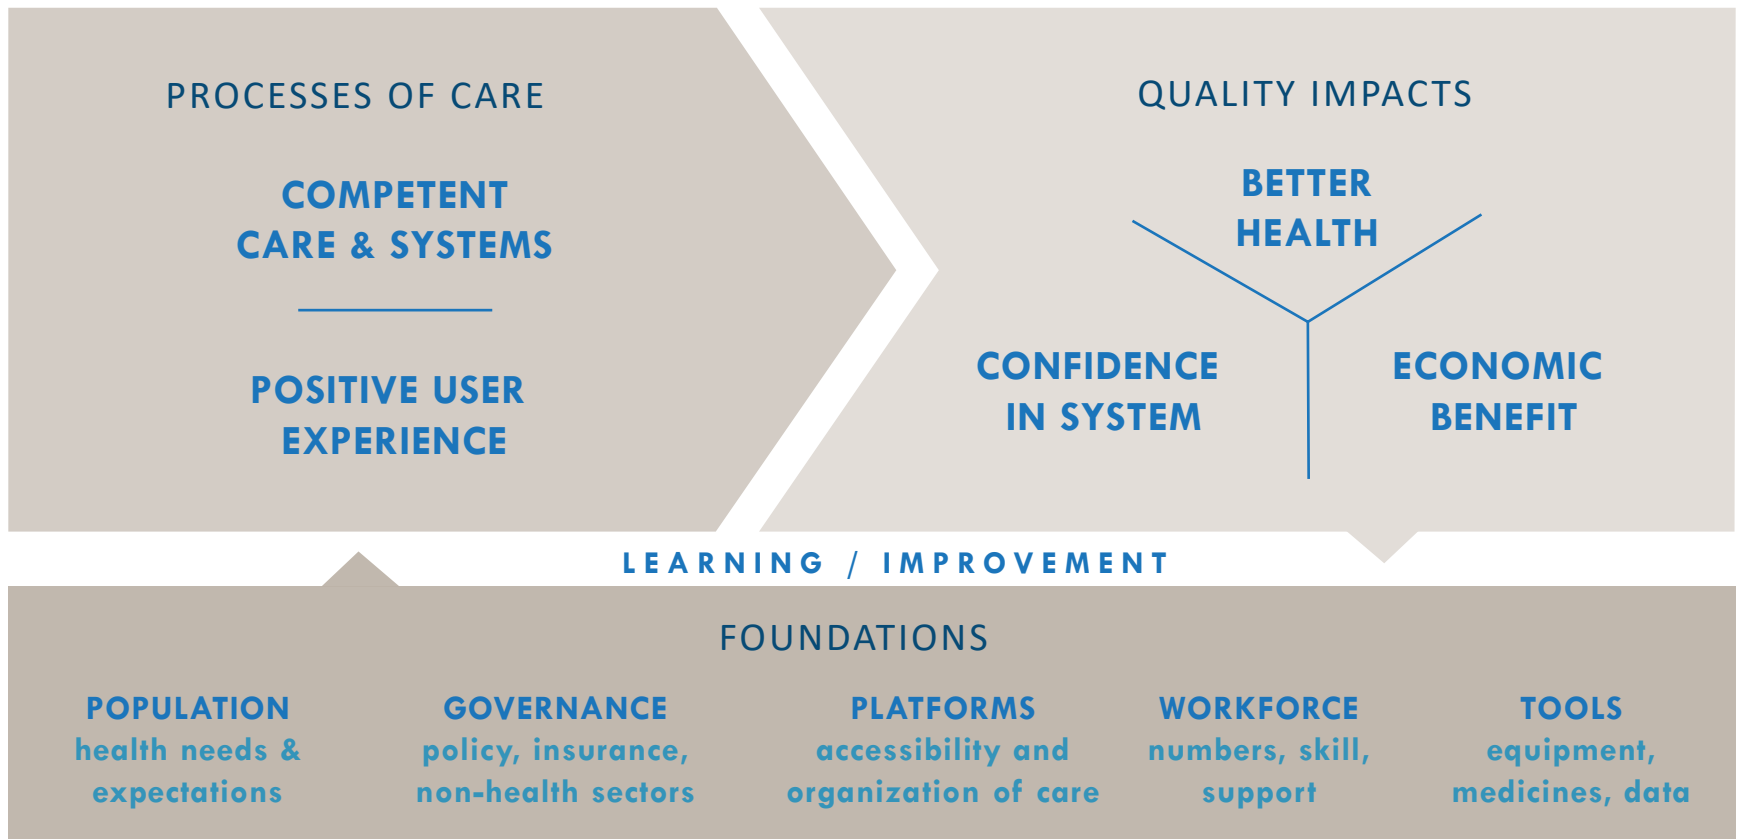 PROCESSES OF CARE
COMPETENT
CARE & SYSTEMS
POSITIVE USER
EXPERIENCE
QUALITY IMPACTS
BETTER
HEALTH
CONFIDENCE
IN SYSTEM
ECONOMIC
BENEFIT
LEARNING / IMPROVEMENT
FOUNDATIONS
POPULATION
health needs &
expectations
GOVERNANCE
policy, insurance,
non-health sectors
PLATFORMS
accessibility and
organization of care
WORKFORCE
numbers, skill,
support
TOOLS
equipment,
medicines, data